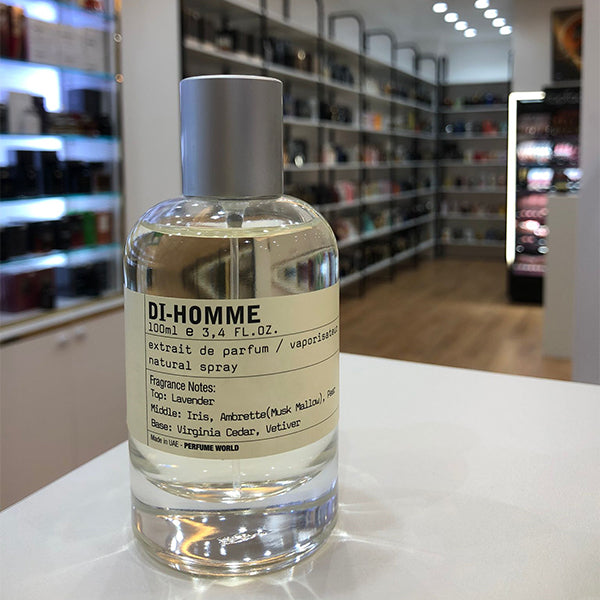 DI-HOMME
100ml e 3,4 FL.OZ.
extrait de parfum / vaporisateur
natural spray
Fragrance Notes:
Top: Lavender
Middle: Iris, Ambrette(Musk Mallow), Pear
Base: Virginia Cedar, Vetiver
Made in UAE - PERFUME WORLD